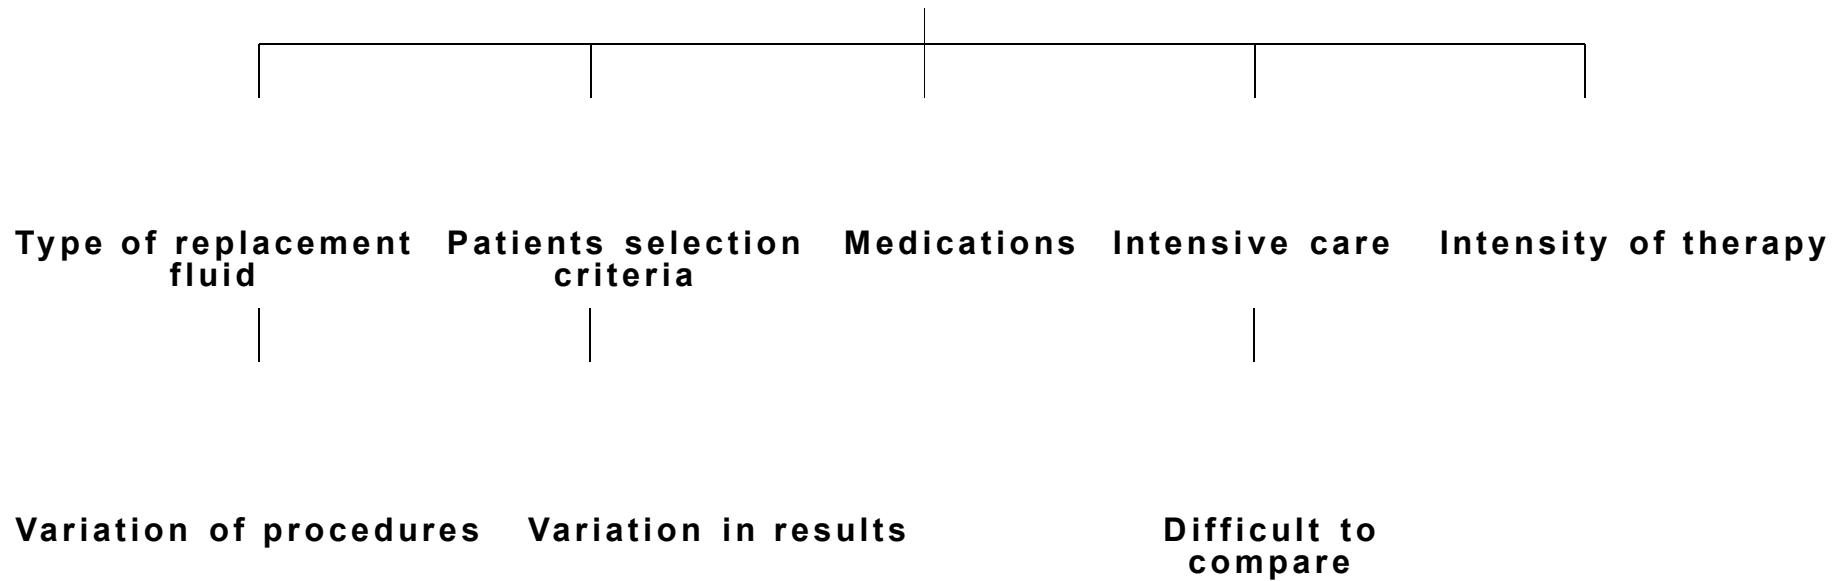 Type of replacement fluid
Patients selection criteria
Medications
Intensive care
Intensity of therapy
Variation of procedures
Variation in results
Difficult to compare